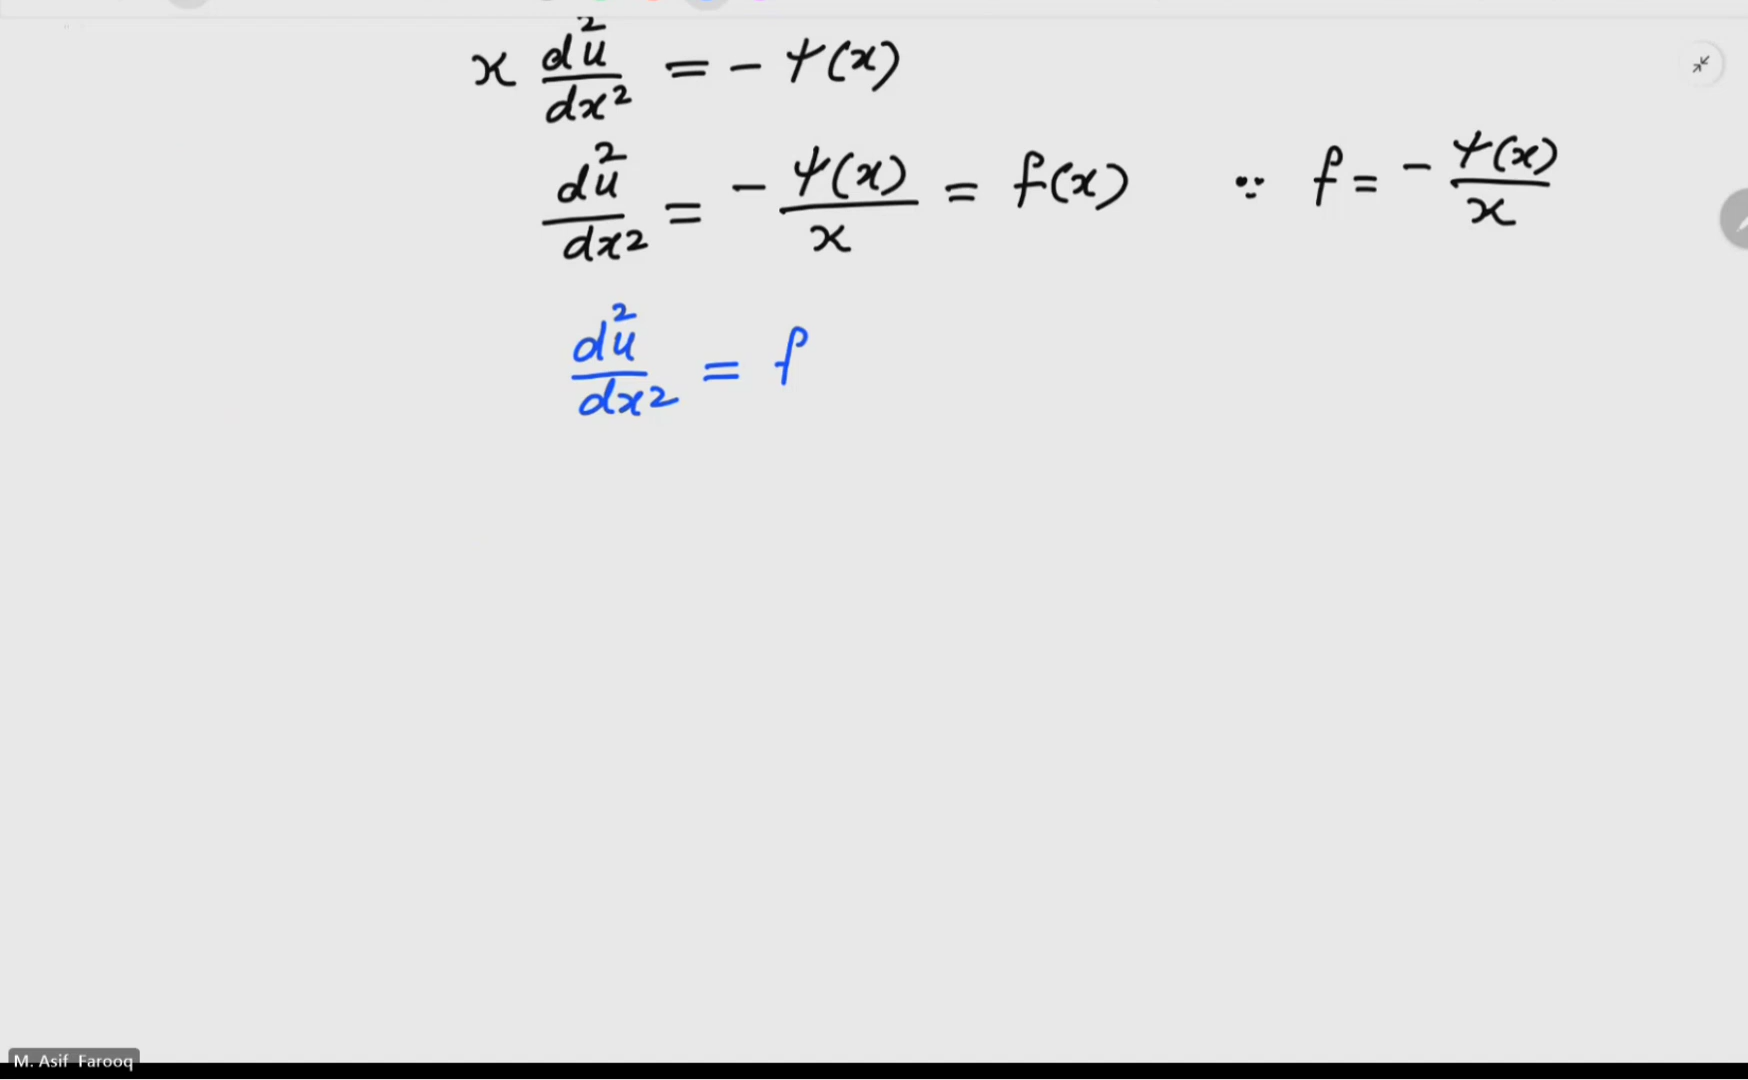 x d²u/dx² = - ψ(x)
d²u/dx² = - ψ(x)/x = f(x) ∵ f = - ψ(x)/x
d²u/dx² = f
M. Asif Farooq